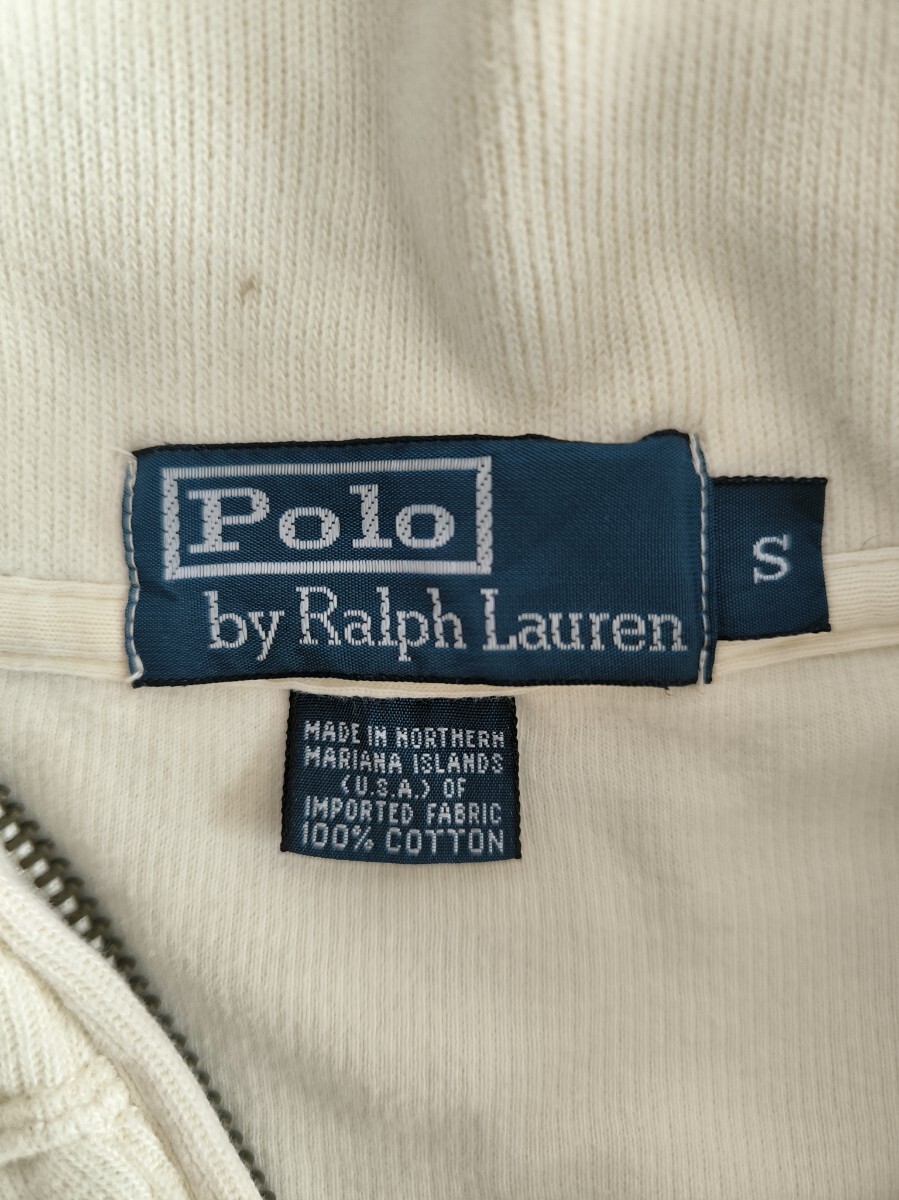 Polo
by Ralph Lauren
S
MADE IN NORTHERN
MARIANA ISLANDS
(U.S.A.) OF
IMPORTED FABRIC
100% COTTON